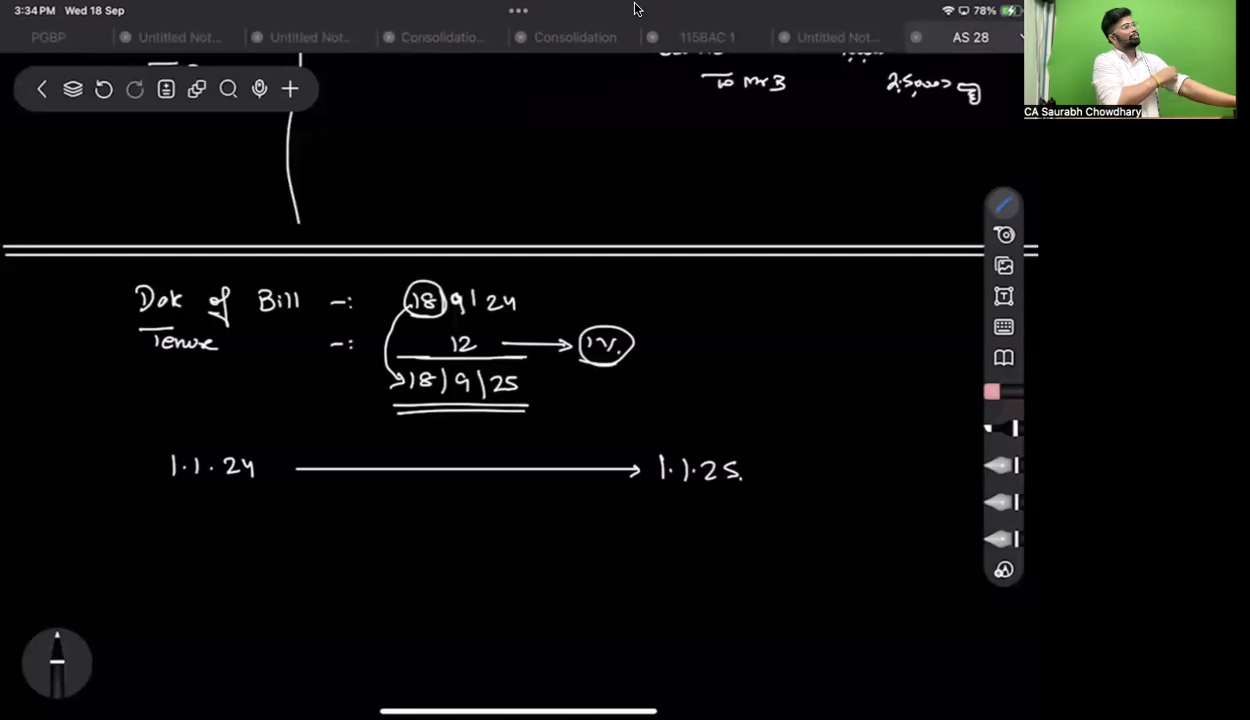 3:34 PM Wed 18 Sep
78%
PGBP
Untitled Not...
Untitled Not...
Consolidatio...
Consolidation
115BAC 1
Untitled Not...
AS 28
CA Saurabh Chowdhary
To Mr B
Date of Bill -: 18|9|24
Tenure -: 12 → 1Y.
18|9|25
1.1.24 → 1.1.25.